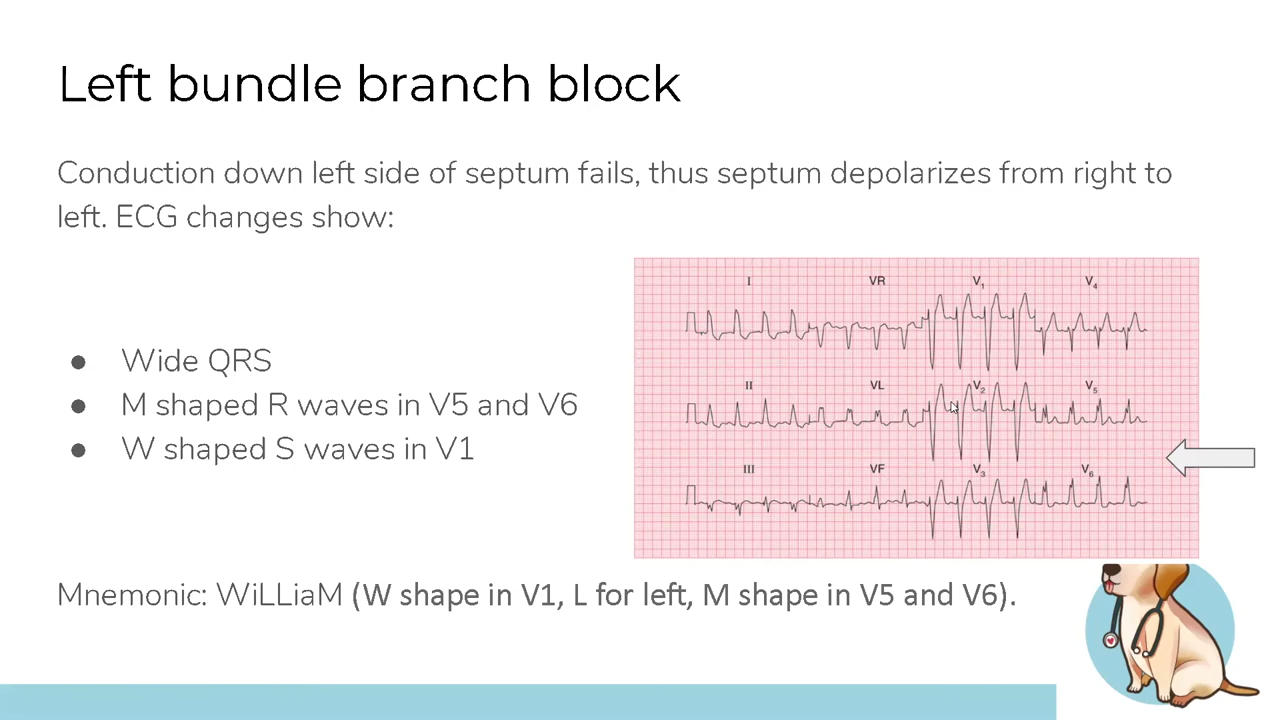 Left bundle branch block
Conduction down left side of septum fails, thus septum depolarizes from right to
left. ECG changes show:
● Wide QRS
● M shaped R waves in V5 and V6
● W shaped S waves in V1
I VR V1 V4
II VL V2 V5
III VF V3 V6
Mnemonic: WiLLiaM (W shape in V1, L for left, M shape in V5 and V6).